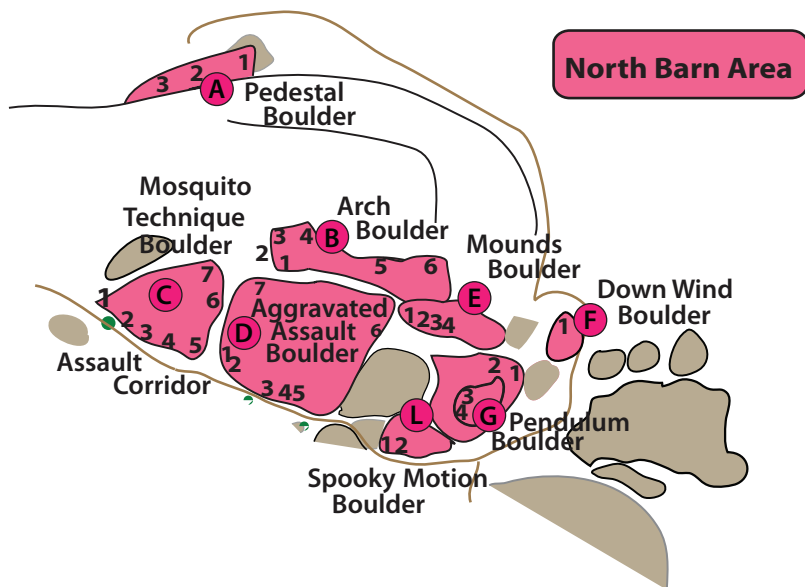 North Barn Area
1
2
3
A
Pedestal
Boulder
Mosquito
Technique
Boulder
Arch
Boulder
3 4 B
2
1
5 6
Mounds
Boulder
E
1234
Down Wind
Boulder
F
1
7
C
6
1
2
3
4
5
7
Aggravated
Assault
Boulder
D
6
1
2
3 45
Assault
Corridor
2
1
3
4
G
Pendulum
Boulder
L
12
Spooky Motion
Boulder